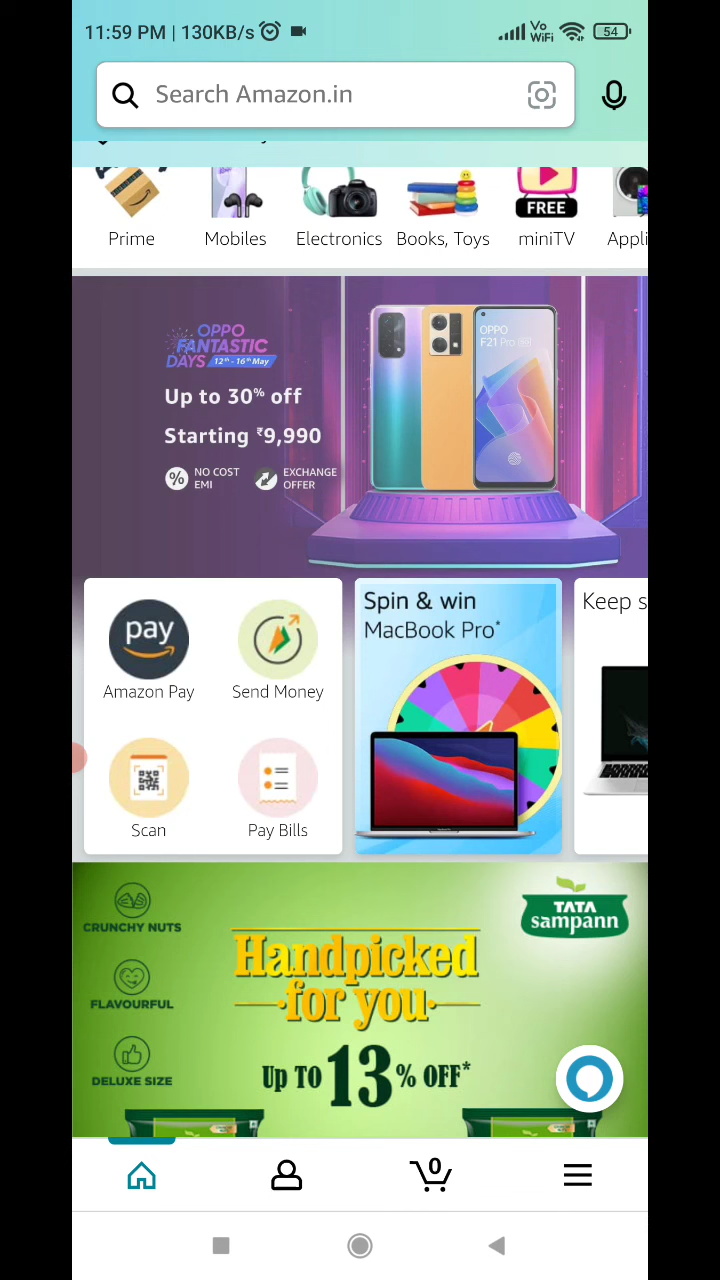 11:59 PM | 130KB/s
Vo
WiFi
54
Search Amazon.in
FREE
Prime
Mobiles
Electronics
Books, Toys
miniTV
Appli
OPPO
FANTASTIC
DAYS 12th - 16th May
Up to 30% off
Starting ₹9,990
NO COST
EMI
EXCHANGE
OFFER
OPPO
F21 Pro
pay
Amazon Pay
Send Money
Scan
Pay Bills
Spin & win
MacBook Pro*
Keep s
CRUNCHY NUTS
FLAVOURFUL
DELUXE SIZE
TATA
sampann
Handpicked
for you
UP TO 13% OFF*
0